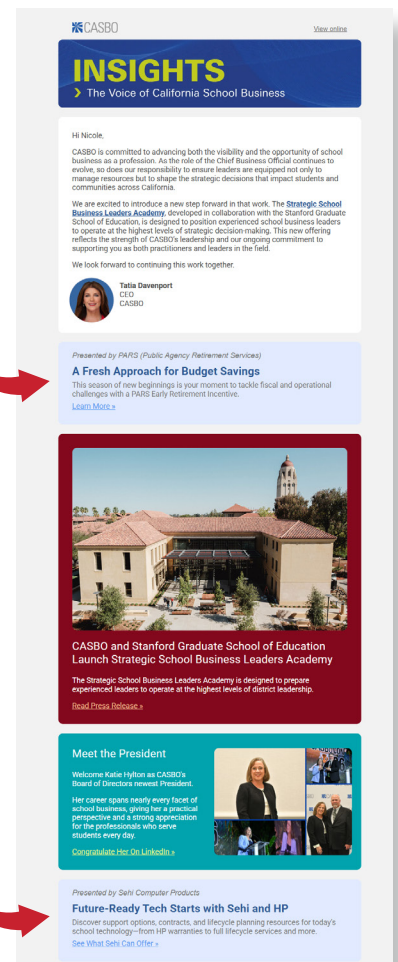 CASBO
View online
INSIGHTS
The Voice of California School Business
Hi Nicole,
CASBO is committed to advancing both the visibility and the opportunity of school
business as a profession. As the role of the Chief Business Official continues to
evolve, so does our responsibility to ensure leaders are equipped not only to
manage resources but to shape the strategic decisions that impact students and
communities across California.
We are excited to introduce a new step forward in that work. The Strategic School
Business Leaders Academy, developed in collaboration with the Stanford Graduate
School of Education, is designed to position experienced school business leaders
to operate at the highest levels of strategic decision-making. This new offering
reflects the strength of CASBO's leadership and our ongoing commitment to
supporting you as both practitioners and leaders in the field.
We look forward to continuing this work together.
Tatia Davenport
CEO
CASBO
Presented by PARS (Public Agency Retirement Services)
A Fresh Approach for Budget Savings
This season of new beginnings is your moment to tackle fiscal and operational
challenges with a PARS Early Retirement Incentive.
Learn More »
CASBO and Stanford Graduate School of Education
Launch Strategic School Business Leaders Academy
The Strategic School Business Leaders Academy is designed to prepare
experienced leaders to operate at the highest levels of district leadership.
Read Press Release »
Meet the President
Welcome Katie Hylton as CASBO's
Board of Directors newest President.
Her career spans nearly every facet of
school business, giving her a practical
perspective and a strong appreciation
for the professionals who serve
students every day.
Congratulate Her On LinkedIn »
Presented by Sehi Computer Products
Future-Ready Tech Starts with Sehi and HP
Discover support options, contracts, and lifecycle planning resources for today's
school technology—from HP warranties to full lifecycle services and more.
See What Sehi Can Offer »